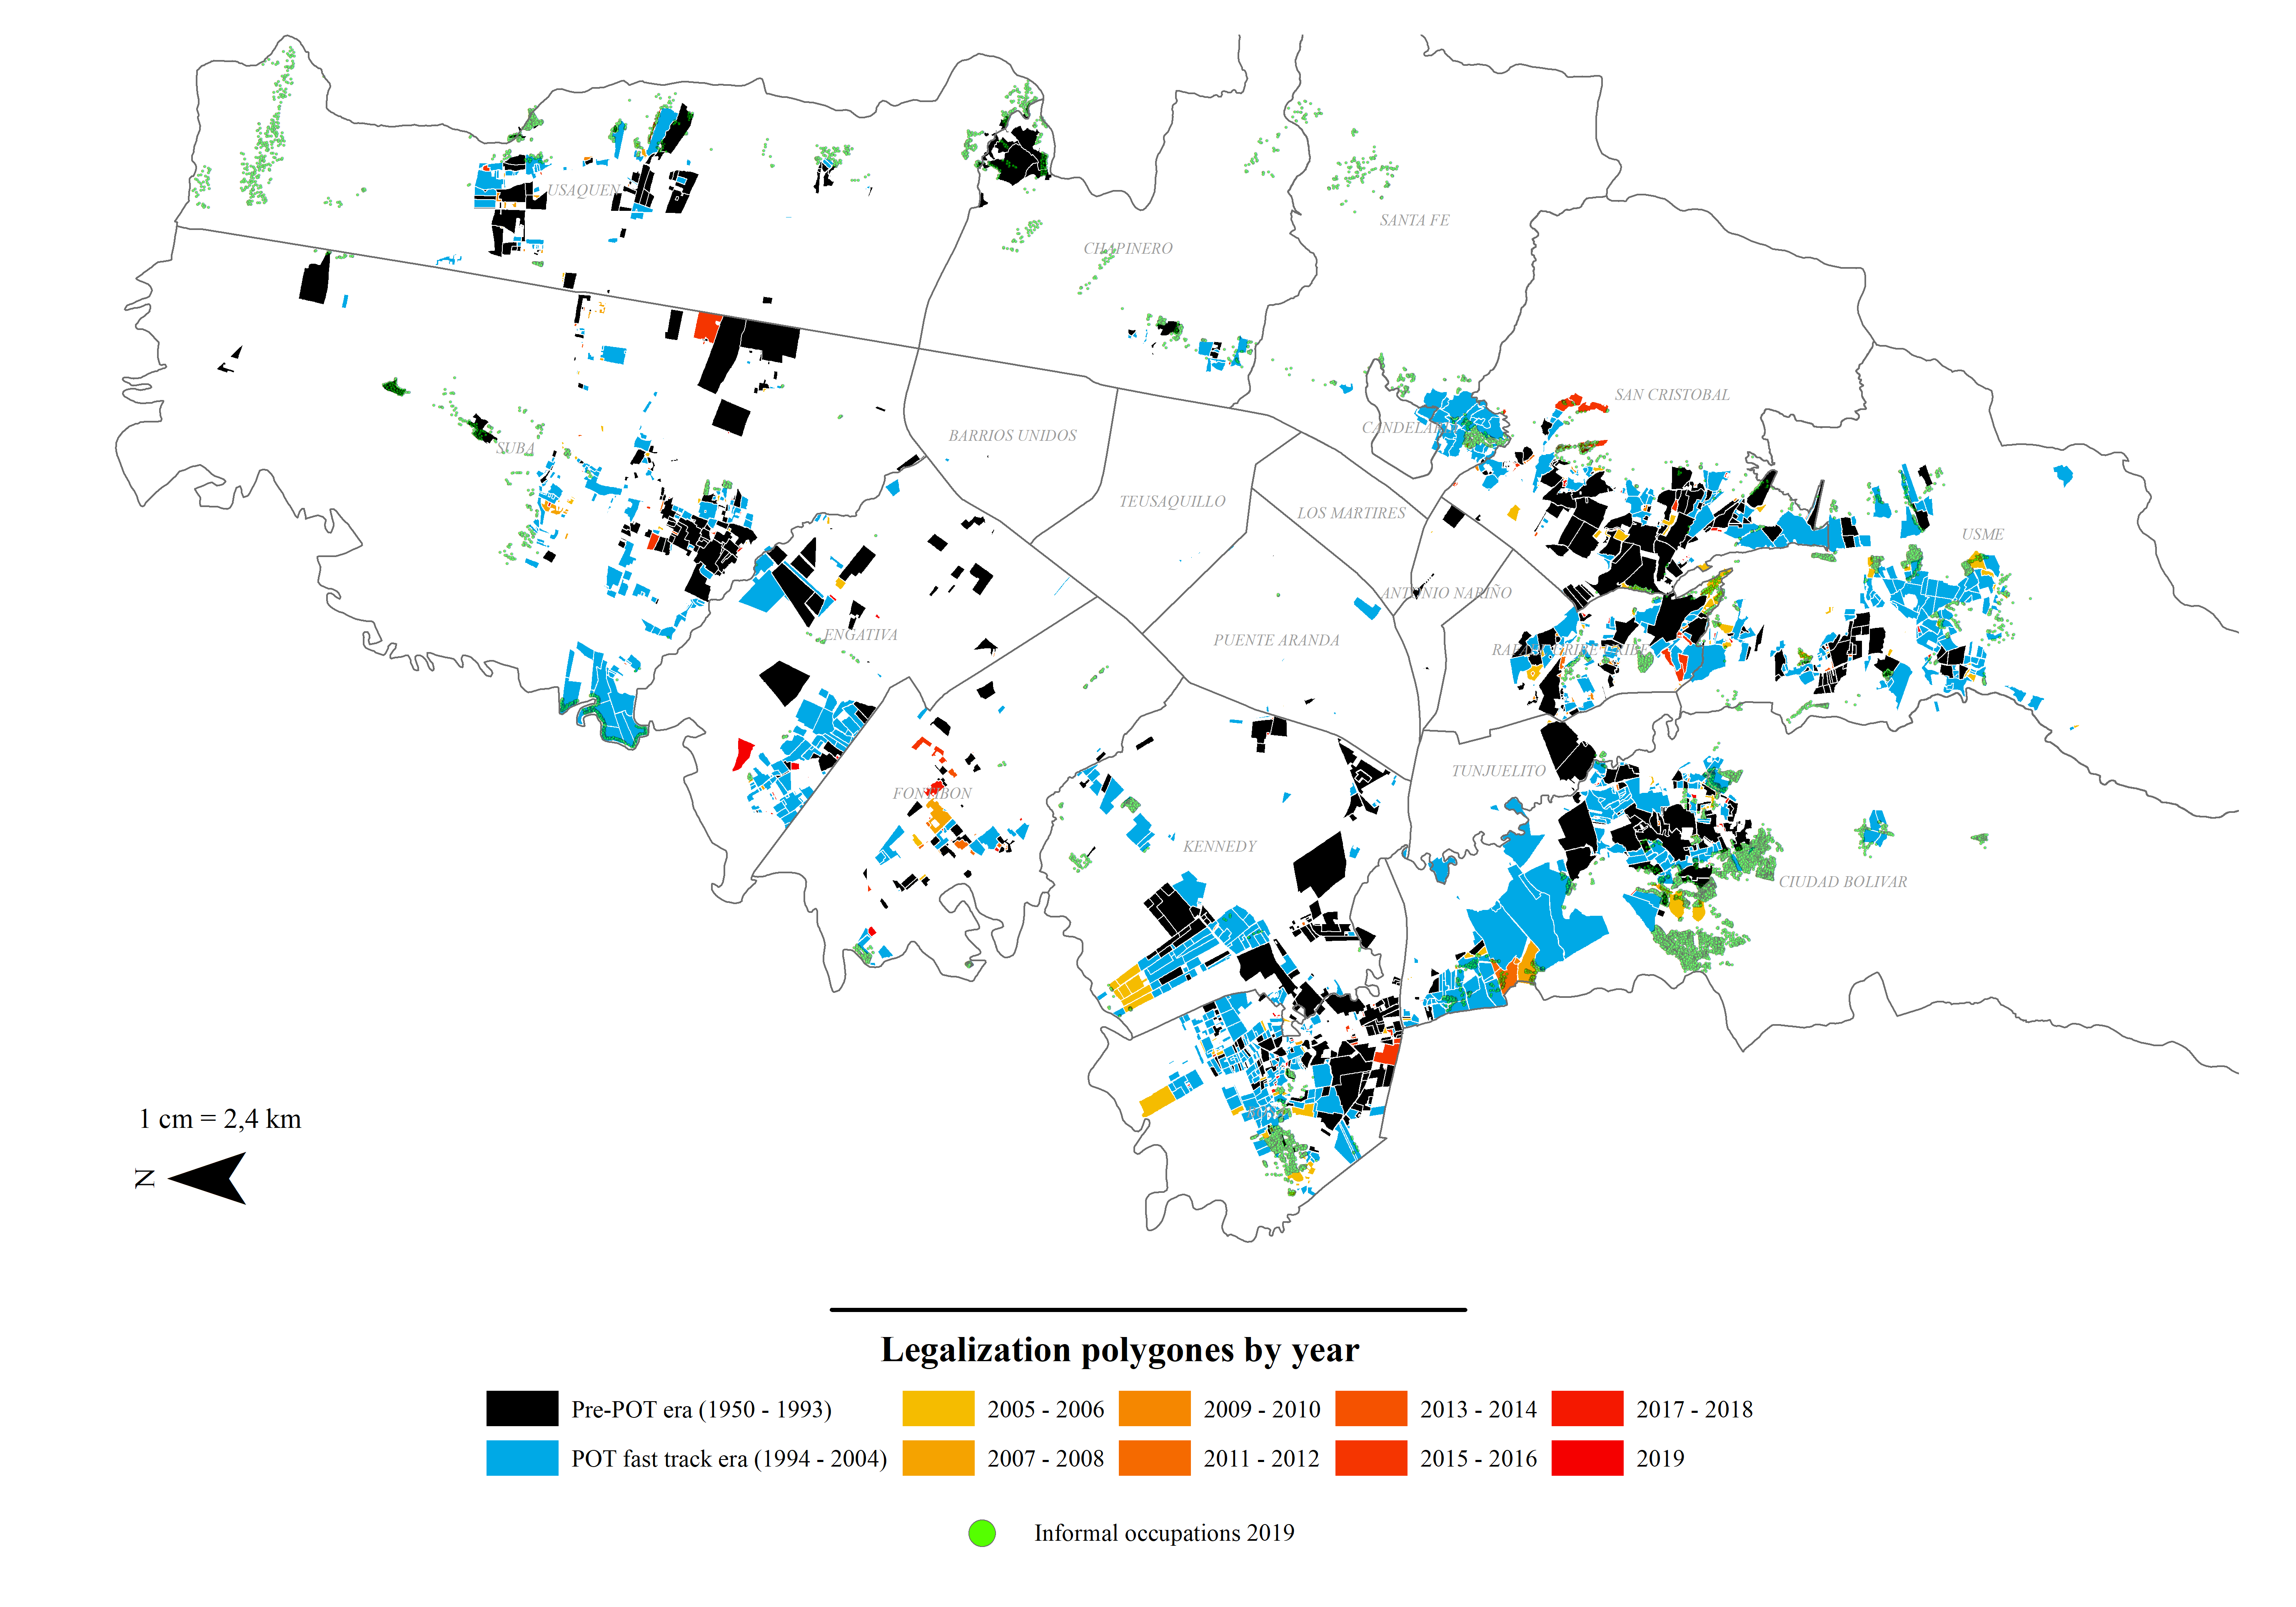 USAQUEN
SANTA FE
CHAPINERO
SAN CRISTOBAL
CANDELARIA
BARRIOS UNIDOS
SUBA
TEUSAQUILLO
LOS MARTIRES
USME
ANTONIO NARIÑO
ENGATIVA
PUENTE ARANDA
RAFAEL URIBE URIBE
TUNJUELITO
FONTIBON
KENNEDY
CIUDAD BOLIVAR
1 cm = 2,4 km
N
Legalization polygones by year
Pre-POT era (1950 - 1993)
2005 - 2006
2009 - 2010
2013 - 2014
2017 - 2018
POT fast track era (1994 - 2004)
2007 - 2008
2011 - 2012
2015 - 2016
2019
Informal occupations 2019